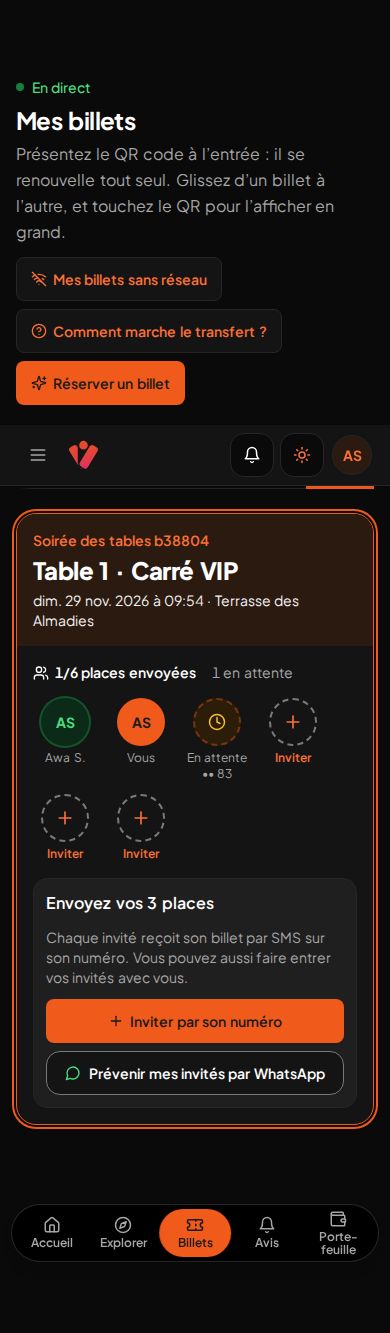 En direct
Mes billets
Présentez le QR code à l’entrée : il se
renouvelle tout seul. Glissez d’un billet à
l’autre, et touchez le QR pour l’afficher en
grand.
Mes billets sans réseau
Comment marche le transfert ?
Réserver un billet
AS
Soirée des tables b38804
Table 1 · Carré VIP
dim. 29 nov. 2026 à 09:54 · Terrasse des
Almadies
1/6 places envoyées 1 en attente
AS AS
Awa S. Vous En attente Inviter
•• 83
Inviter Inviter
Envoyez vos 3 places
Chaque invité reçoit son billet par SMS sur
son numéro. Vous pouvez aussi faire entrer
vos invités avec vous.
Inviter par son numéro
Prévenir mes invités par WhatsApp
Accueil Explorer Billets Avis Porte-
feuille